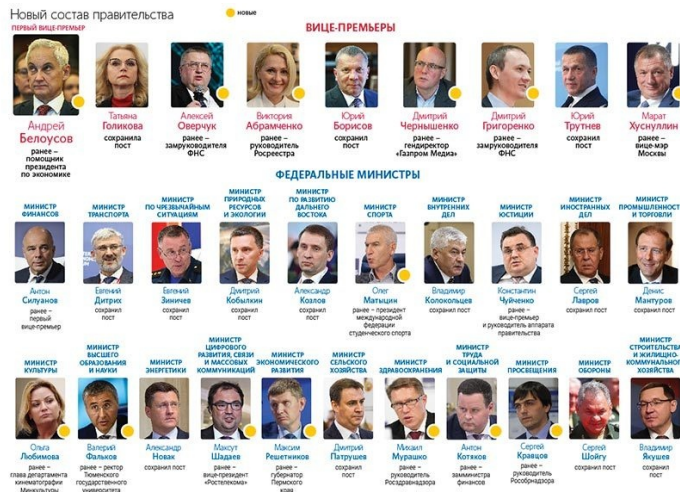 Новый состав правительства
новые
ПЕРВЫЙ ВИЦЕ-ПРЕМЬЕР
ВИЦЕ-ПРЕМЬЕРЫ
Андрей
Белоусов
ранее –
помощник
президента
по экономике
Татьяна
Голикова
сохранила
пост
Алексей
Оверчук
ранее –
замруководителя
ФНС
Виктория
Абрамченко
ранее –
руководитель
Росреестра
Юрий
Борисов
сохранил
пост
Дмитрий
Чернышенко
ранее –
гендиректор
«Газпром Медиа»
Дмитрий
Григоренко
ранее –
замруководителя
ФНС
Юрий
Трутнев
сохранил
пост
Марат
Хуснуллин
ранее –
вице-мэр
Москвы
ФЕДЕРАЛЬНЫЕ МИНИСТРЫ
МИНИСТР
ФИНАНСОВ
Антон
Силуанов
ранее –
первый
вице-премьер
МИНИСТР
ТРАНСПОРТА
Евгений
Дитрих
сохранил
пост
МИНИСТР
ПО ЧРЕЗВЫЧАЙНЫМ
СИТУАЦИЯМ
Евгений
Зиничев
сохранил
пост
МИНИСТР
ПРИРОДНЫХ
РЕСУРСОВ
И ЭКОЛОГИИ
Дмитрий
Кобылкин
сохранил
пост
МИНИСТР
ПО РАЗВИТИЮ
ДАЛЬНЕГО
ВОСТОКА
Александр
Козлов
сохранил
пост
МИНИСТР
СПОРТА
Олег
Матыцин
ранее – президент
международной
федерации
студенческого спорта
МИНИСТР
ВНУТРЕННИХ
ДЕЛ
Владимир
Колокольцев
сохранил
пост
МИНИСТР
ЮСТИЦИИ
Константин
Чуйченко
ранее –
вице-премьер
и руководитель аппарата
правительства
МИНИСТР
ИНОСТРАННЫХ
ДЕЛ
Сергей
Лавров
сохранил
пост
МИНИСТР
ПРОМЫШЛЕННОСТИ
И ТОРГОВЛИ
Денис
Мантуров
сохранил
пост
МИНИСТР
КУЛЬТУРЫ
Ольга
Любимова
ранее –
глава департамента
кинематографии
Минкультуры
МИНИСТР
ВЫСШЕГО
ОБРАЗОВАНИЯ
И НАУКИ
Валерий
Фальков
ранее – ректор
Тюменского
государственного
университета
МИНИСТР
ЭНЕРГЕТИКИ
Александр
Новак
сохранил пост
МИНИСТР
ЦИФРОВОГО
РАЗВИТИЯ, СВЯЗИ
И МАССОВЫХ
КОММУНИКАЦИЙ
Максут
Шадаев
ранее –
вице-президент
«Ростелекома»
МИНИСТР
ЭКОНОМИЧЕСКОГО
РАЗВИТИЯ
Максим
Решетников
ранее –
губернатор
Пермского
края
МИНИСТР
СЕЛЬСКОГО
ХОЗЯЙСТВА
Дмитрий
Патрушев
сохранил
пост
МИНИСТР
ЗДРАВООХРАНЕНИЯ
Михаил
Мурашко
ранее –
руководитель
Росздравнадзора
МИНИСТР
ТРУДА
И СОЦИАЛЬНОЙ
ЗАЩИТЫ
Антон
Котяков
ранее –
замминистра
финансов
МИНИСТР
ПРОСВЕЩЕНИЯ
Сергей
Кравцов
ранее –
руководитель
Рособрнадзора
МИНИСТР
ОБОРОНЫ
Сергей
Шойгу
сохранил пост
МИНИСТР
СТРОИТЕЛЬСТВА
И ЖИЛИЩНО-
КОММУНАЛЬНОГО
ХОЗЯЙСТВА
Владимир
Якушев
сохранил пост